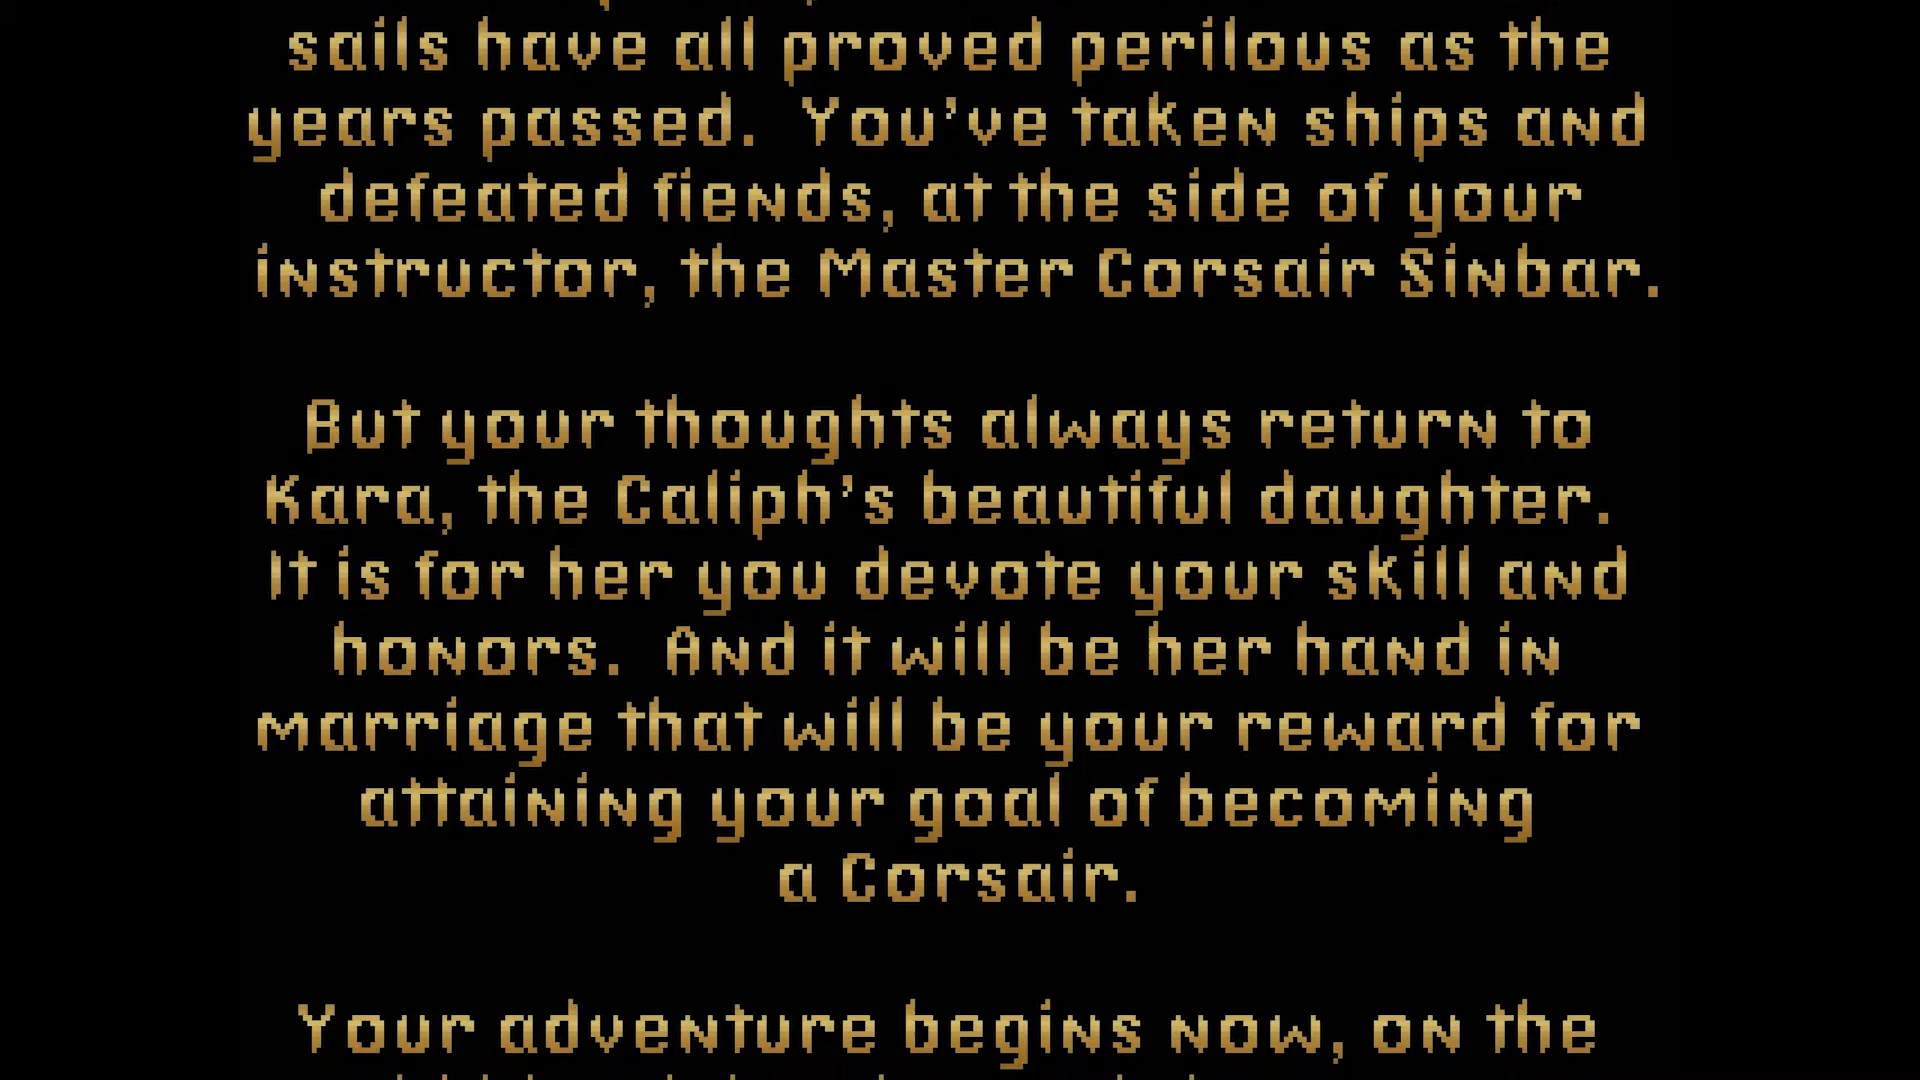 sails have all proved perilous as the
years passed.  You've taken ships and
defeated fiends, at the side of your
instructor, the Master Corsair Sinbar.
But your thoughts always return to
Kara, the Caliph's beautiful daughter.
It is for her you devote your skill and
honors.  And it will be her hand in
marriage that will be your reward for
attaining your goal of becoming
a Corsair.
Your adventure begins now, on the